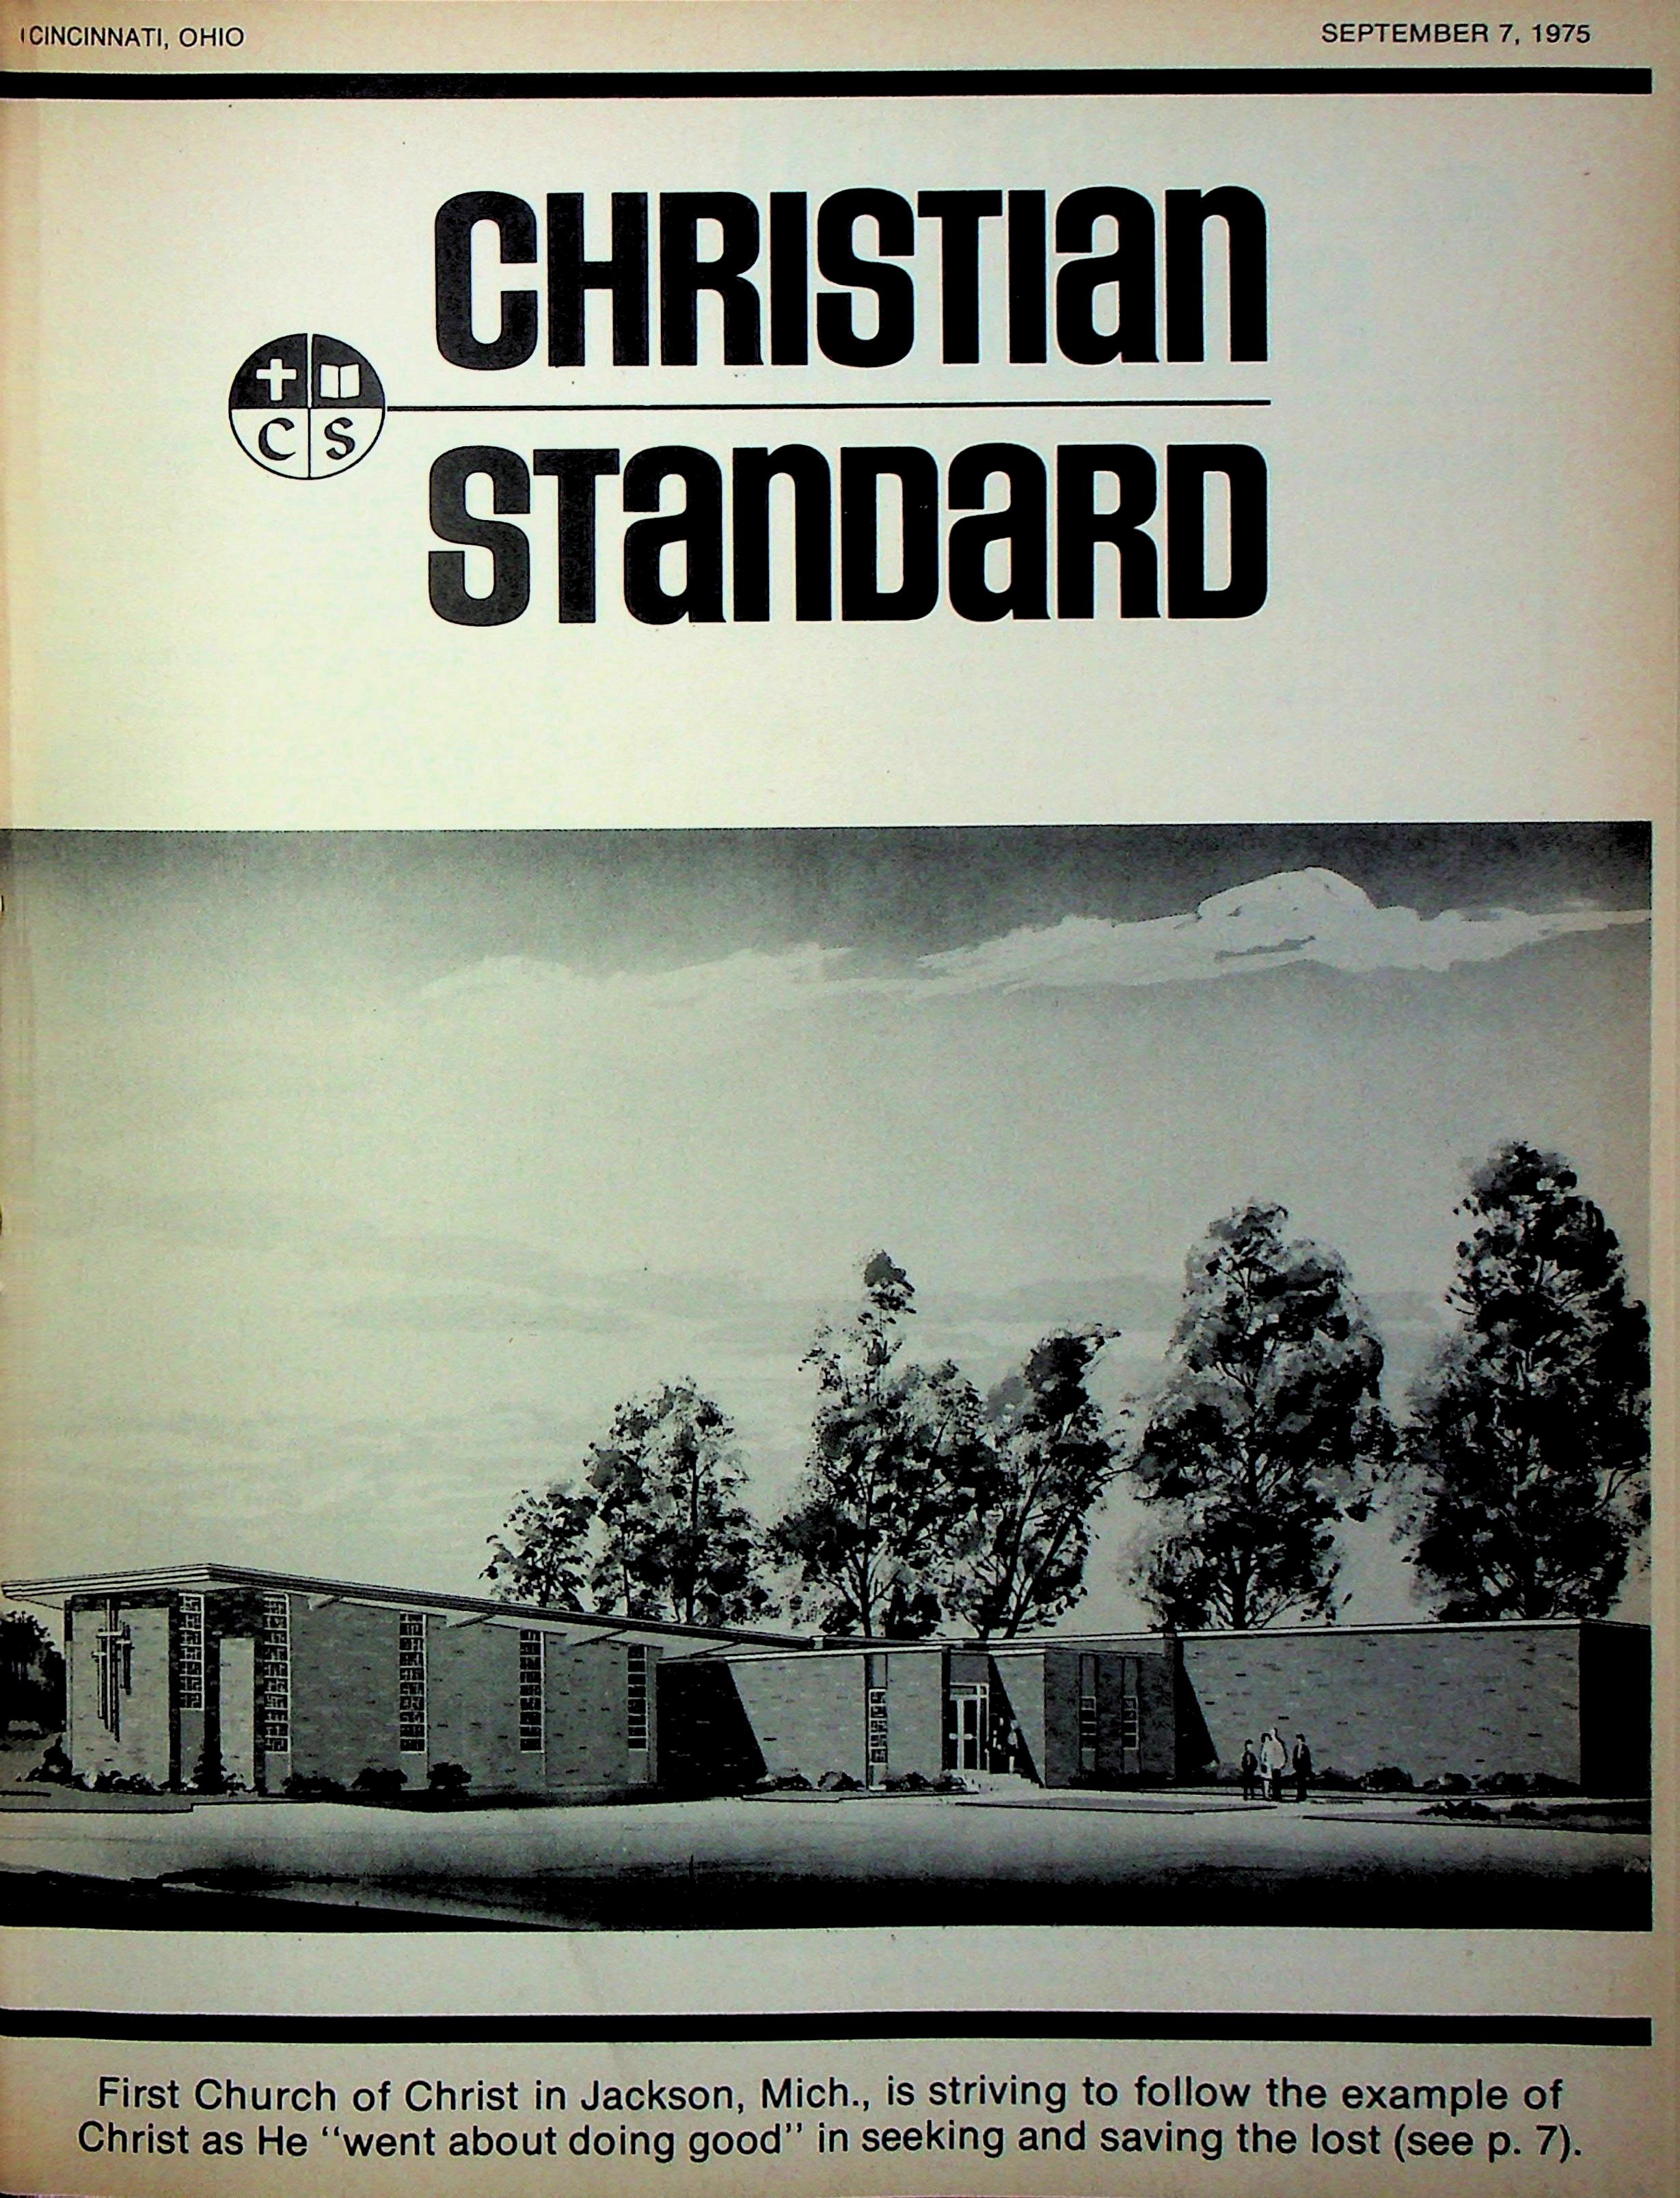 CINCINNATI, OHIO
SEPTEMBER 7, 1975
CHRISTIAN
C S
STANDARD
First Church of Christ in Jackson, Mich., is striving to follow the example of
Christ as He "went about doing good" in seeking and saving the lost (see p. 7).